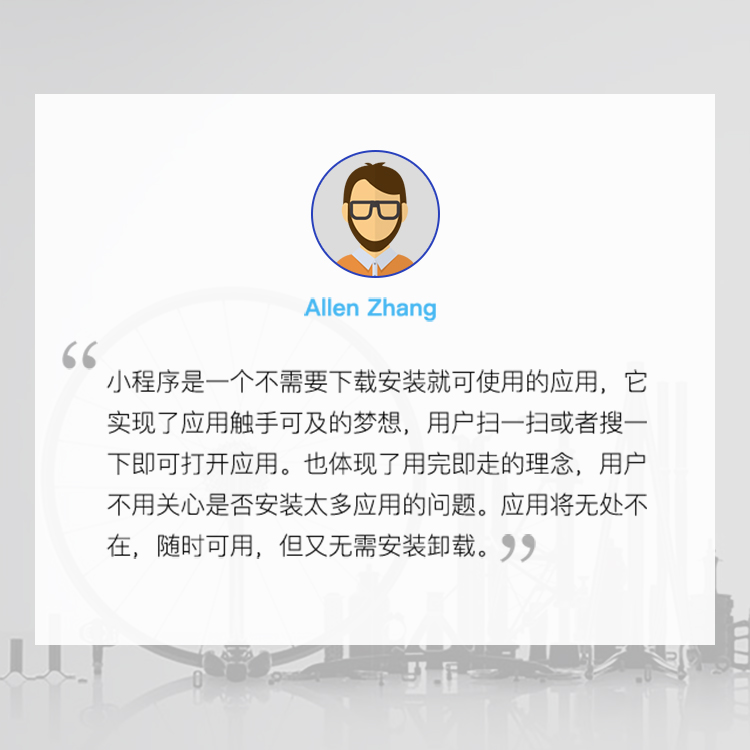 Allen Zhang
“
小程序是一个不需要下载安装就可使用的应用，它
实现了应用触手可及的梦想，用户扫一扫或者搜一
下即可打开应用。也体现了用完即走的理念，用户
不用关心是否安装太多应用的问题。应用将无处不
在，随时可用，但又无需安装卸载。”